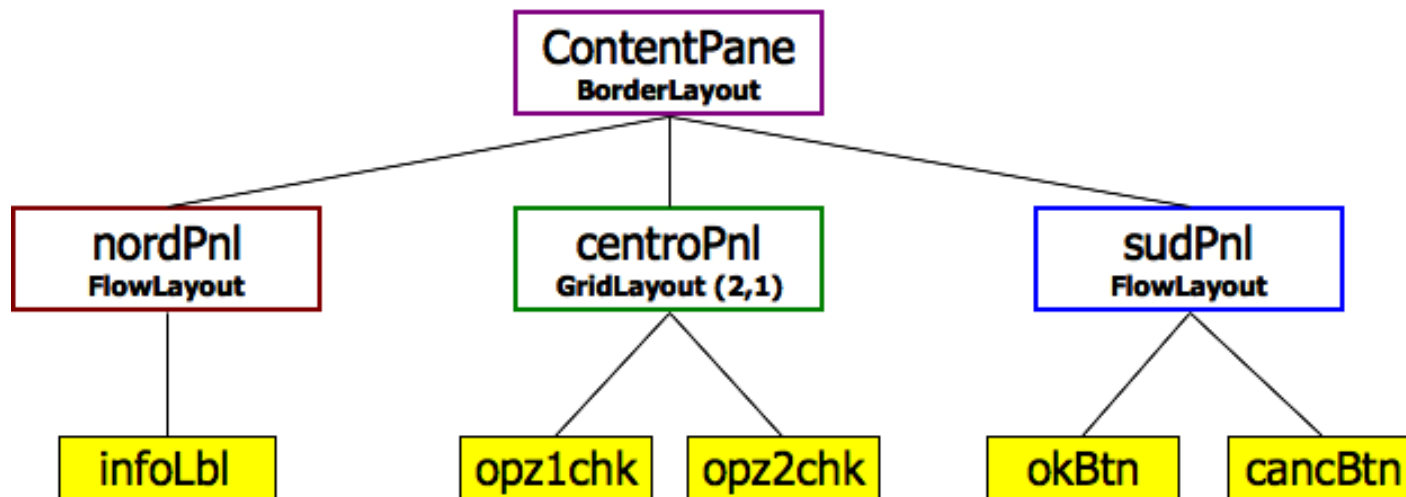 ContentPane
BorderLayout
nordPnl
FlowLayout
centroPnl
GridLayout (2,1)
sudPnl
FlowLayout
infoLbl
opz1chk
opz2chk
okBtn
cancBtn